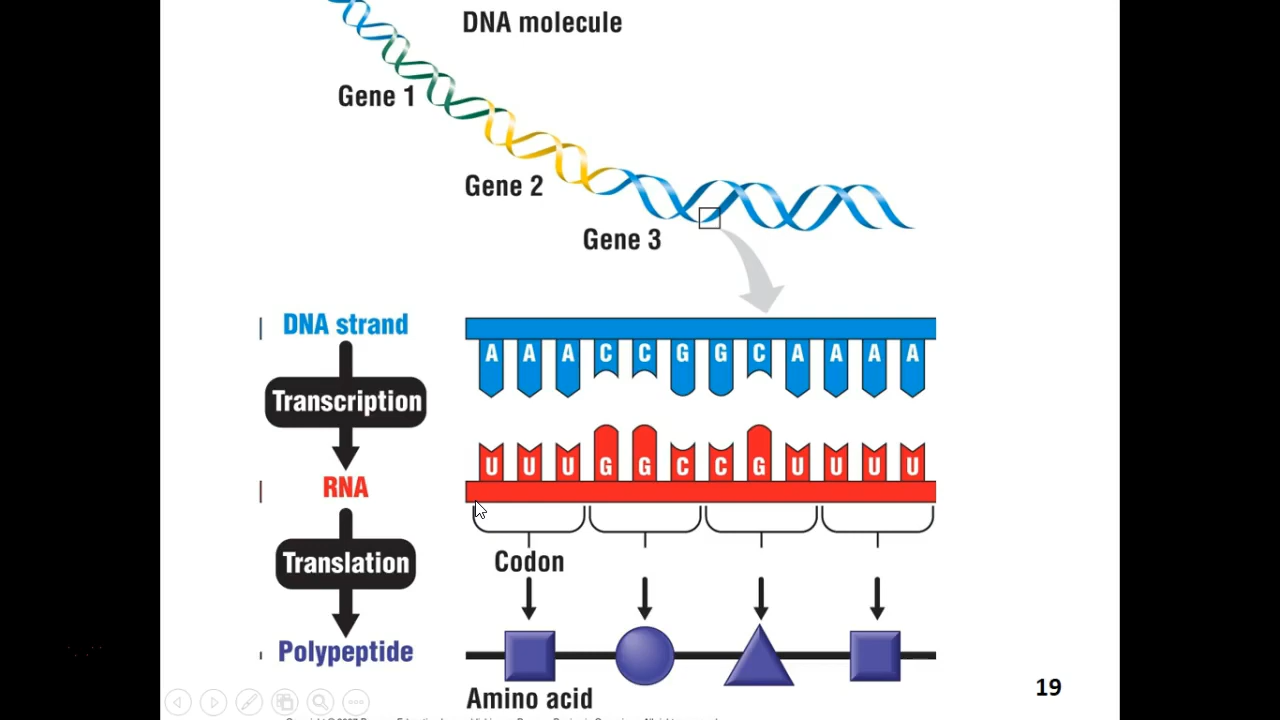 DNA molecule
Gene 1
Gene 2
Gene 3
DNA strand
A A A C C G G C A A A A
Transcription
U U U G G C C G U U U U
RNA
Codon
Translation
Polypeptide
Amino acid
19